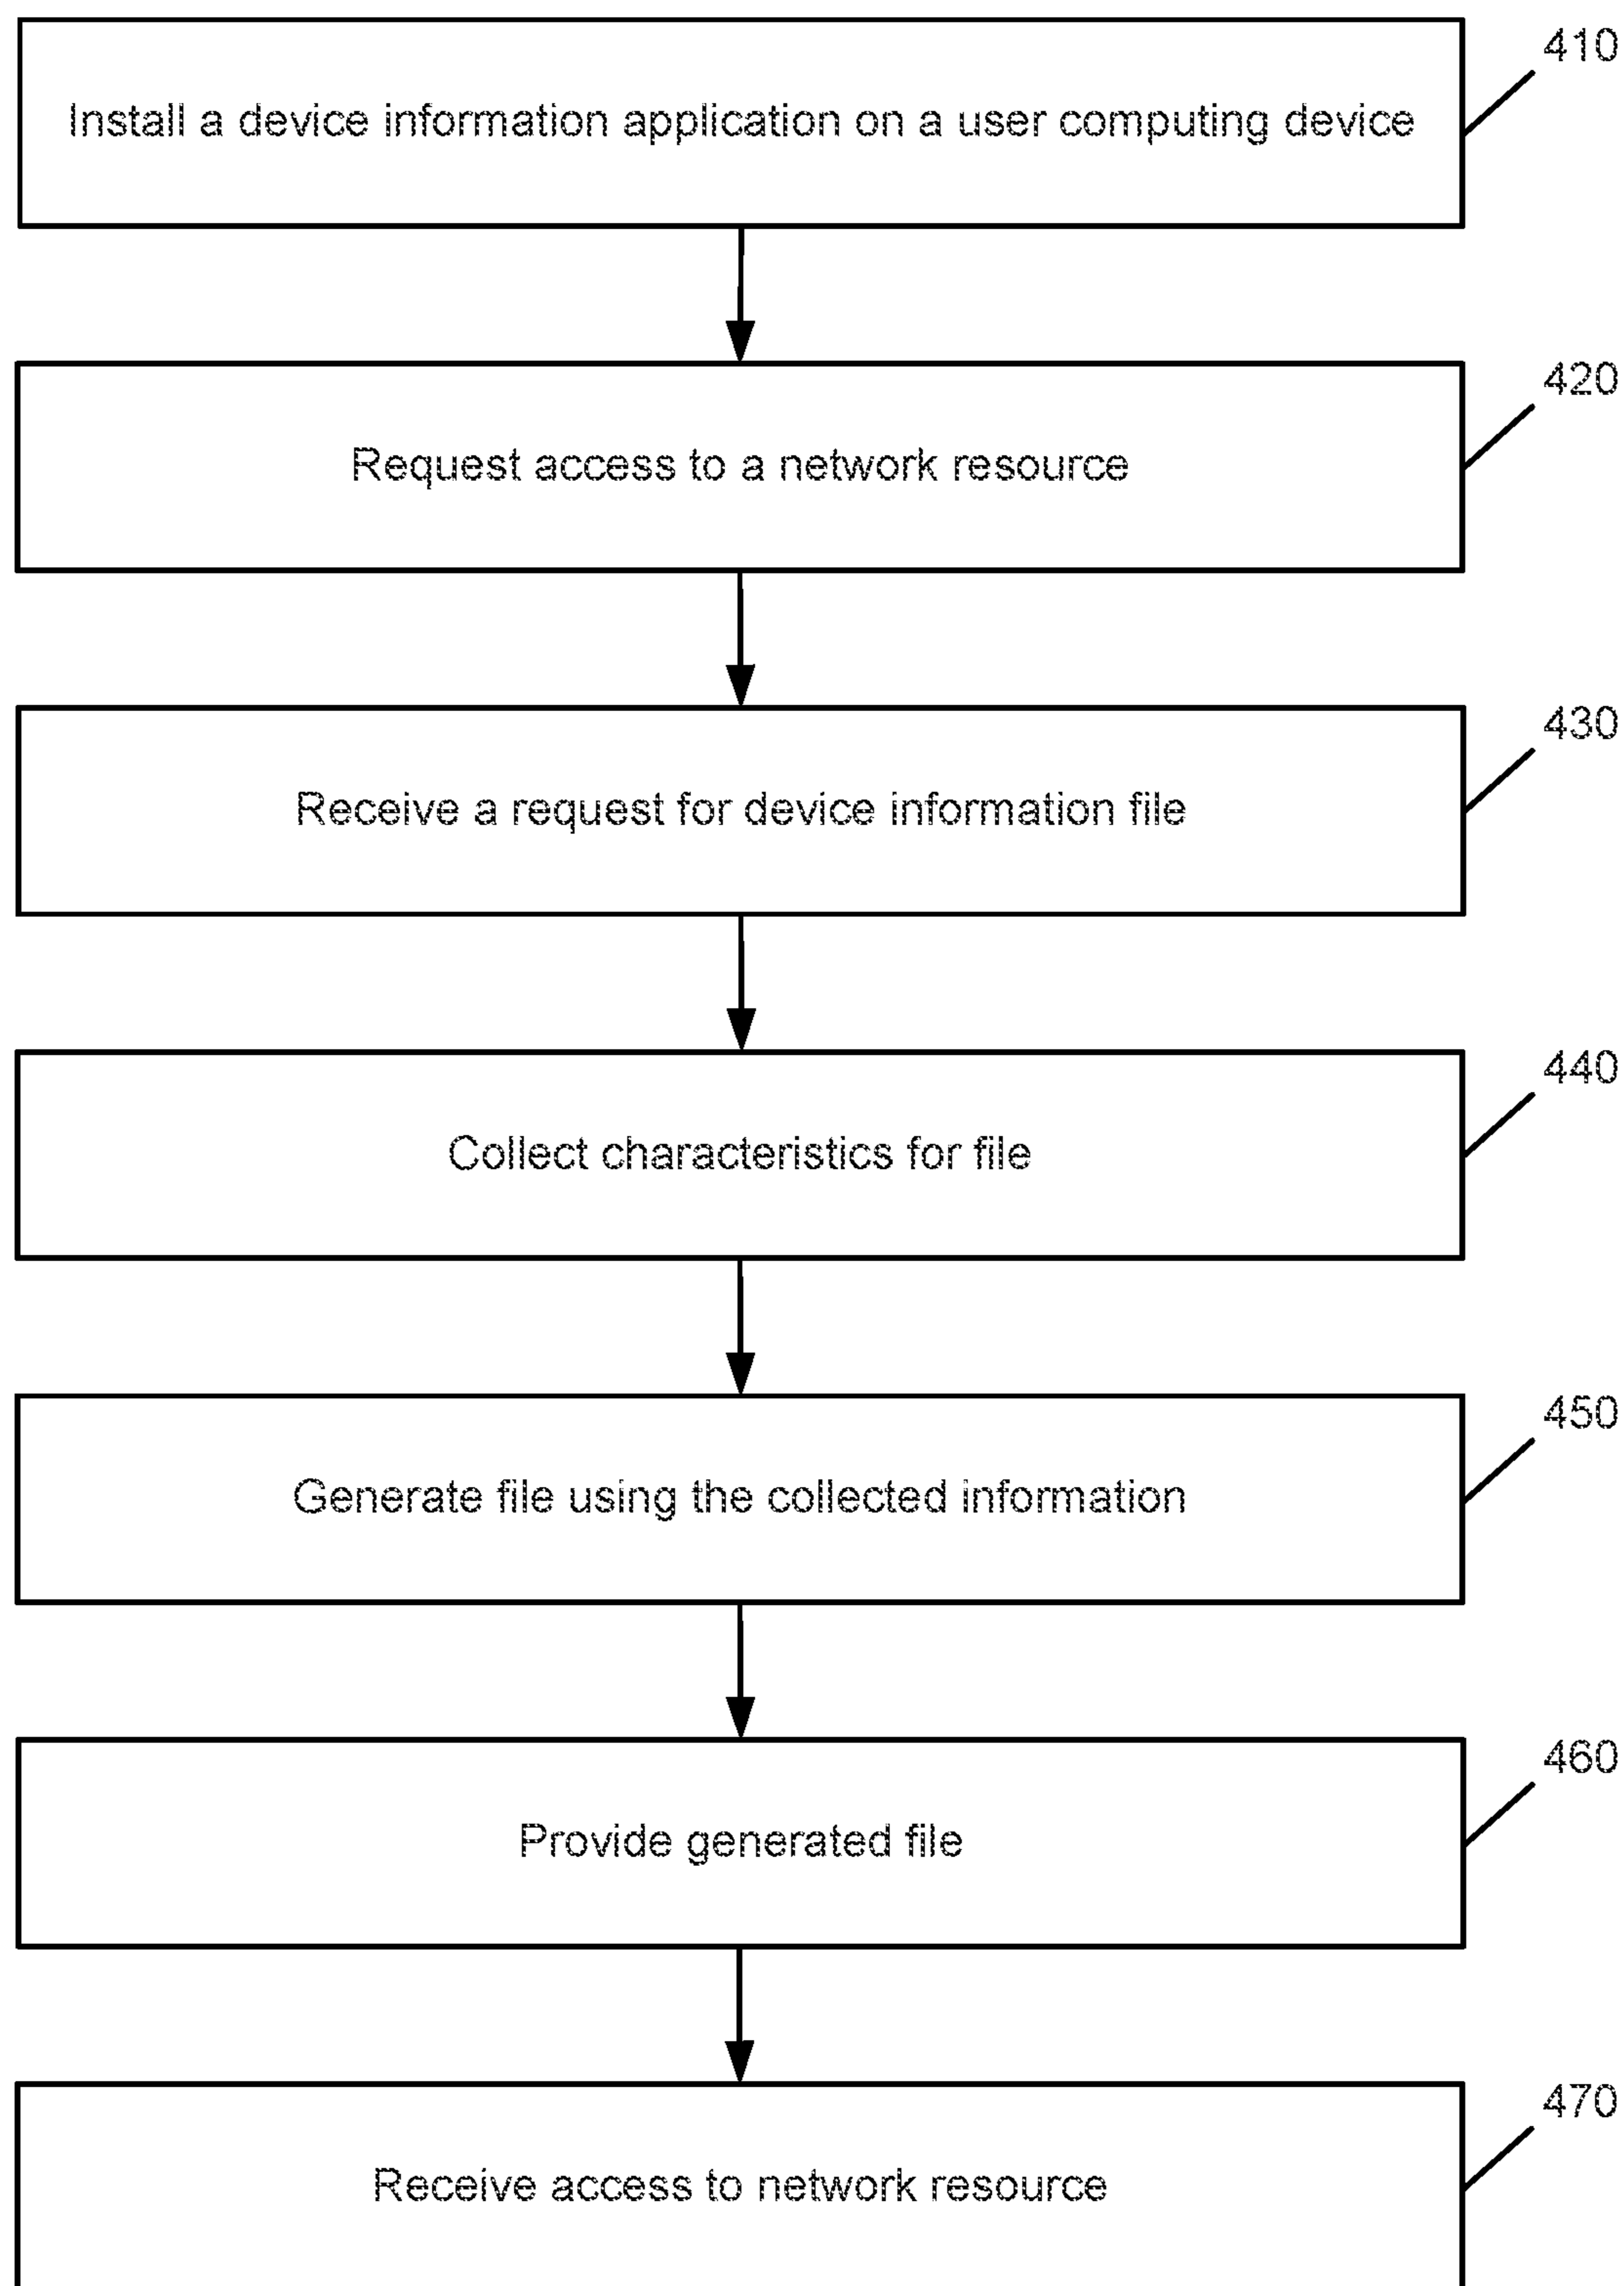 410
Install a device information application on a user computing device
420
Request access to a network resource
430
Receive a request for device information file
440
Collect characteristics for file
450
Generate file using the collected information
460
Provide generated file
470
Receive access to network resource